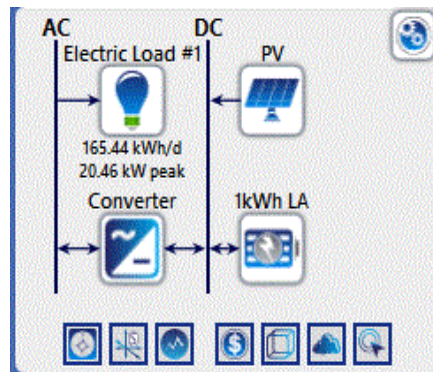 AC DC
Electric Load #1 PV
165.44 kWh/d
20.46 kW peak
Converter 1kWh LA